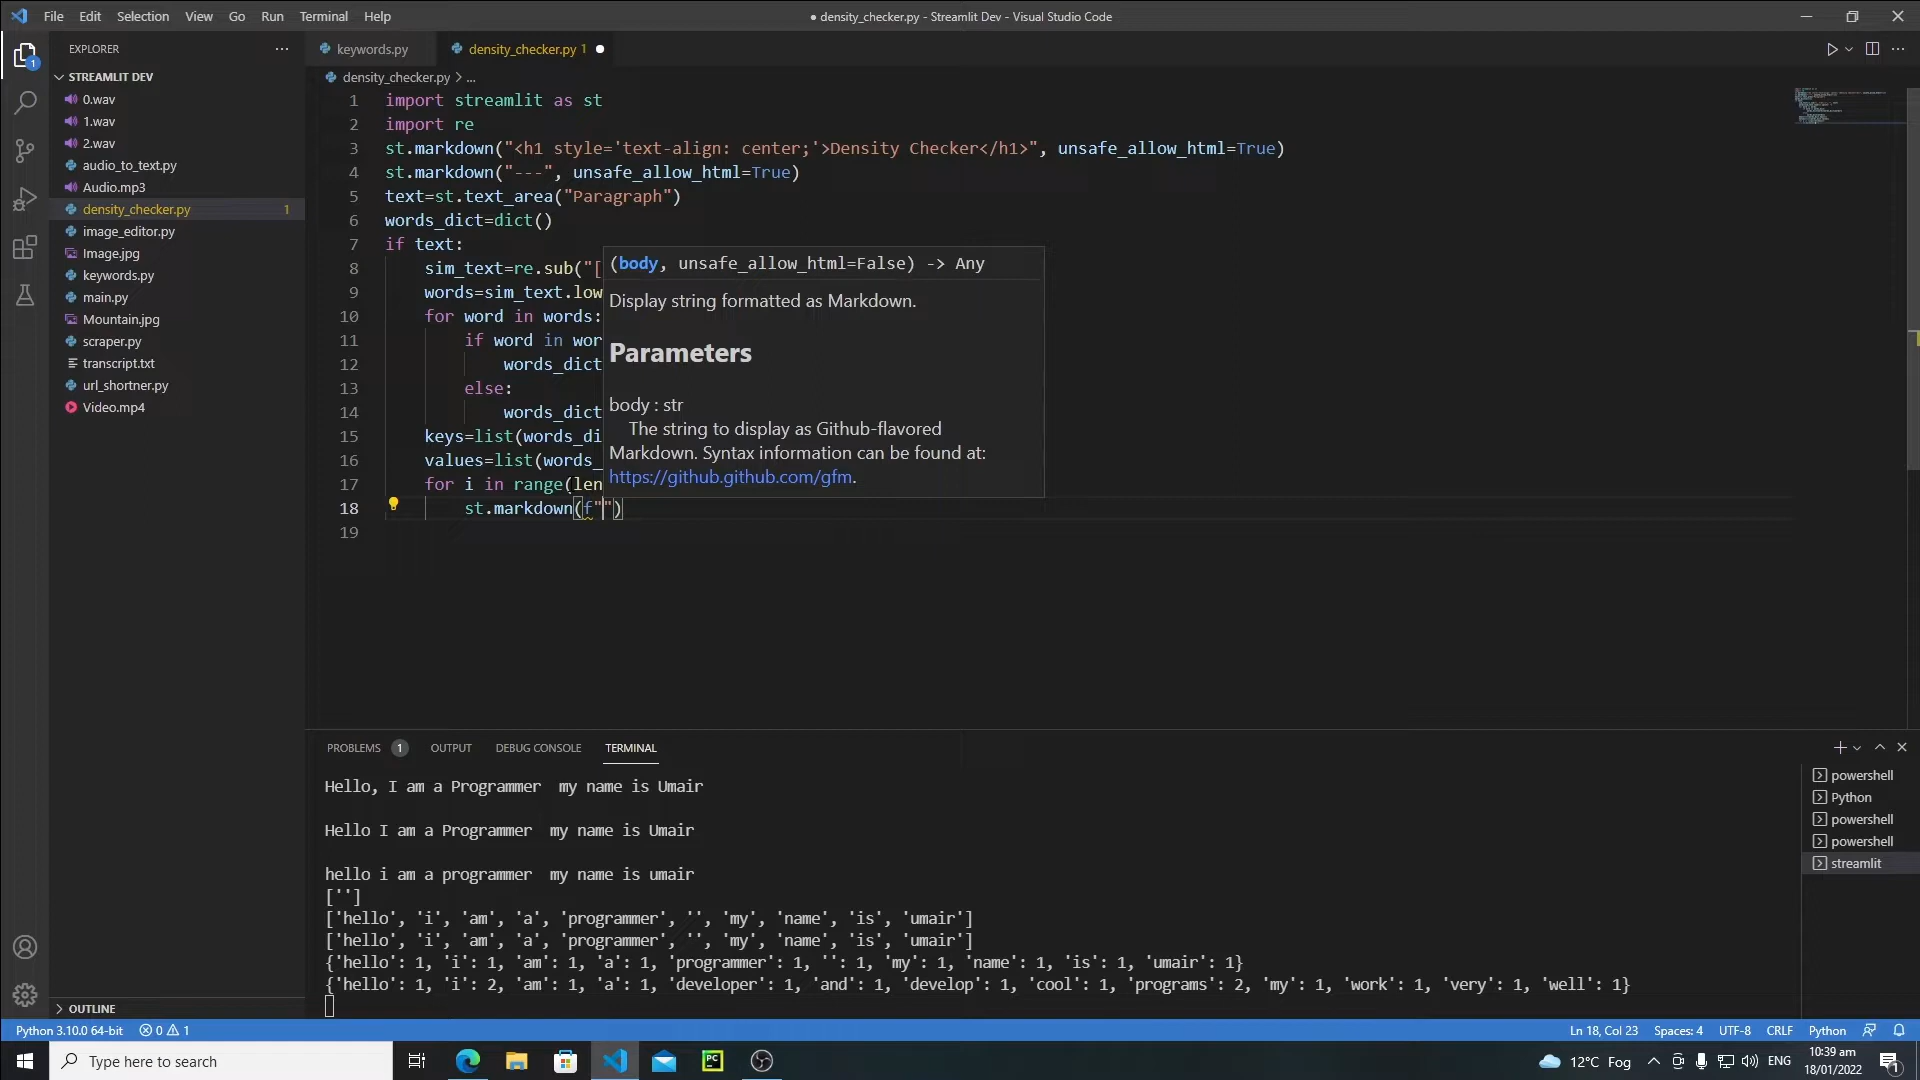 File Edit Selection View Go Run Terminal Help
● density_checker.py - Streamlit Dev - Visual Studio Code
EXPLORER
STREAMLIT DEV
0.wav
1.wav
2.wav
audio_to_text.py
Audio.mp3
density_checker.py 1
image_editor.py
Image.jpg
keywords.py
main.py
Mountain.jpg
scraper.py
transcript.txt
url_shortner.py
Video.mp4
OUTLINE
keywords.py density_checker.py 1 ●
density_checker.py > ...
1 import streamlit as st
2 import re
3 st.markdown("<h1 style='text-align: center;'>Density Checker</h1>", unsafe_allow_html=True)
4 st.markdown("---", unsafe_allow_html=True)
5 text=st.text_area("Paragraph")
6 words_dict=dict()
7 if text:
8 sim_text=re.sub("[
9 words=sim_text.low
10 for word in words:
11 if word in wor
12 words_dict
13 else:
14 words_dict
15 keys=list(words_di
16 values=list(words_
17 for i in range(len
18 st.markdown(f"")
19
(body, unsafe_allow_html=False) -> Any
Display string formatted as Markdown.
Parameters
body : str
The string to display as Github-flavored
Markdown. Syntax information can be found at:
https://github.github.com/gfm.
PROBLEMS 1 OUTPUT DEBUG CONSOLE TERMINAL
Hello, I am a Programmer  my name is Umair
Hello I am a Programmer  my name is Umair
hello i am a programmer  my name is umair
['']
['hello', 'i', 'am', 'a', 'programmer', '', 'my', 'name', 'is', 'umair']
['hello', 'i', 'am', 'a', 'programmer', '', 'my', 'name', 'is', 'umair']
{'hello': 1, 'i': 1, 'am': 1, 'a': 1, 'programmer': 1, '': 1, 'my': 1, 'name': 1, 'is': 1, 'umair': 1}
{'hello': 1, 'i': 2, 'am': 1, 'a': 1, 'developer': 1, 'and': 1, 'develop': 1, 'cool': 1, 'programs': 2, 'my': 1, 'work': 1, 'very': 1, 'well': 1}
powershell
Python
powershell
powershell
streamlit
Python 3.10.0 64-bit 0 1
Ln 18, Col 23 Spaces: 4 UTF-8 CRLF Python
Type here to search
12°C Fog ENG
10:39 am
18/01/2022
1